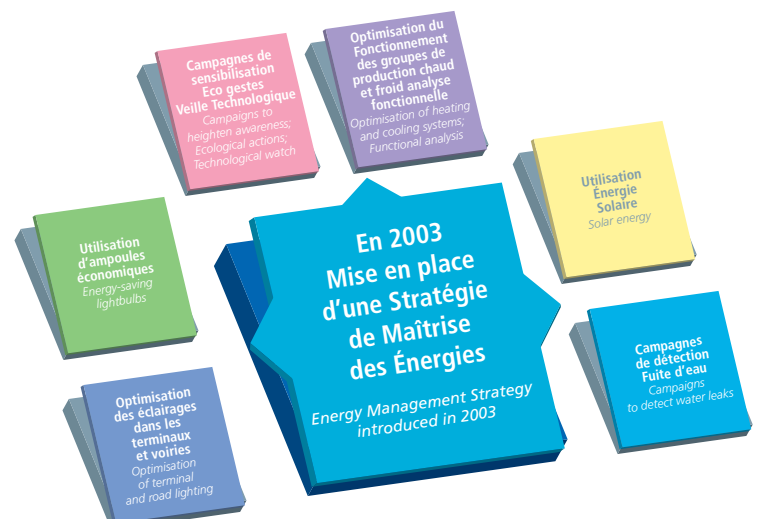 Campagnes de
sensibilisation
Eco gestes
Veille Technologique
Campaigns to
heighten awareness;
Ecological actions;
Technological watch
Optimisation du
Fonctionnement
des groupes de
production chaud
et froid analyse
fonctionnelle
Optimisation of heating
and cooling systems;
Functional analysis
Utilisation
Énergie
Solaire
Solar energy
Utilisation
d'ampoules
économiques
Energy-saving
lightbulbs
En 2003
Mise en place
d'une Stratégie
de Maîtrise
des Énergies
Energy Management Strategy
introduced in 2003
Campagnes
de détection
Fuite d'eau
Campaigns
to detect water leaks
Optimisation
des éclairages
dans les
terminaux
et voiries
Optimisation
of terminal
and road lighting